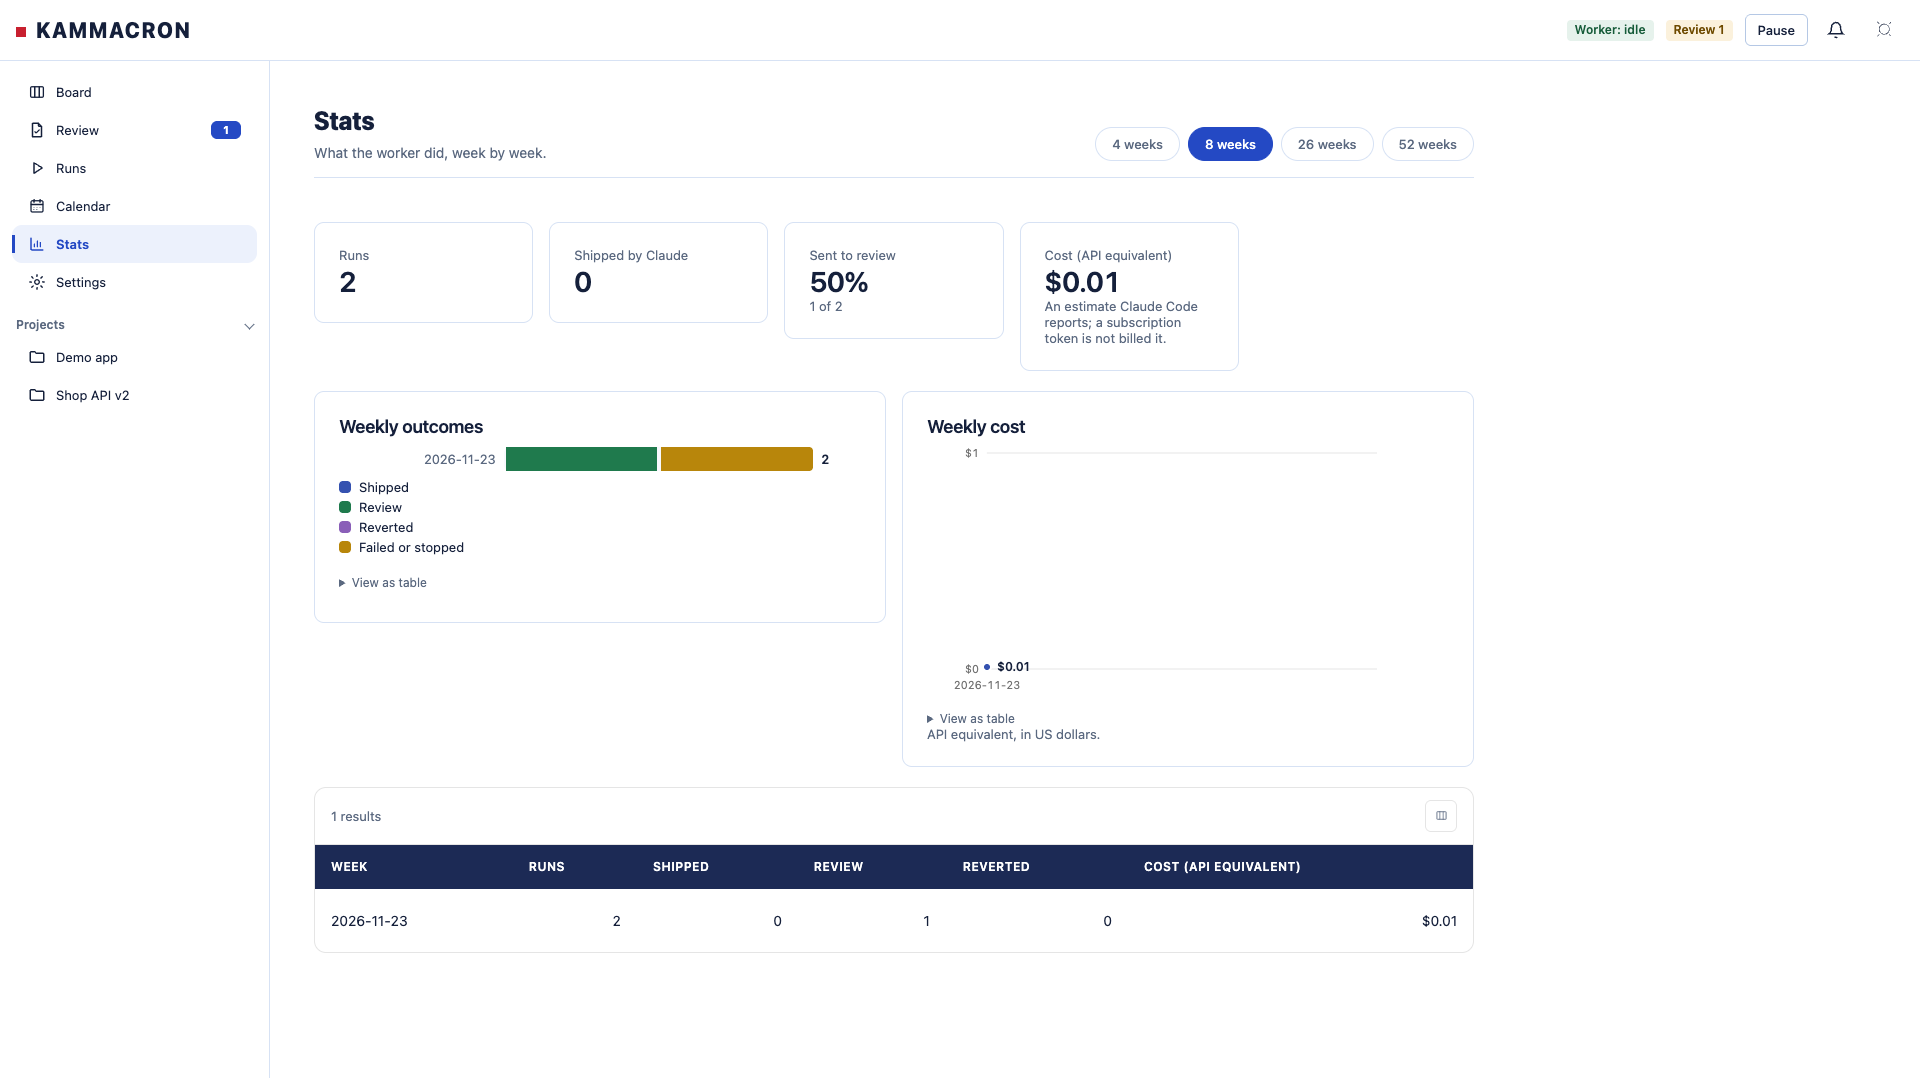 KAMMACRON
Worker: idle
Review 1
Pause
Board
Review
1
Runs
Calendar
Stats
Settings
Projects
Demo app
Shop API v2
Stats
What the worker did, week by week.
4 weeks
8 weeks
26 weeks
52 weeks
Runs
2
Shipped by Claude
0
Sent to review
50%
1 of 2
Cost (API equivalent)
$0.01
An estimate Claude Code
reports; a subscription
token is not billed it.
Weekly outcomes
2026-11-23
2
Shipped
Review
Reverted
Failed or stopped
View as table
Weekly cost
$1
$0
$0.01
2026-11-23
View as table
API equivalent, in US dollars.
1 results
WEEK RUNS SHIPPED REVIEW REVERTED COST (API EQUIVALENT)
2026-11-23 2 0 1 0 $0.01